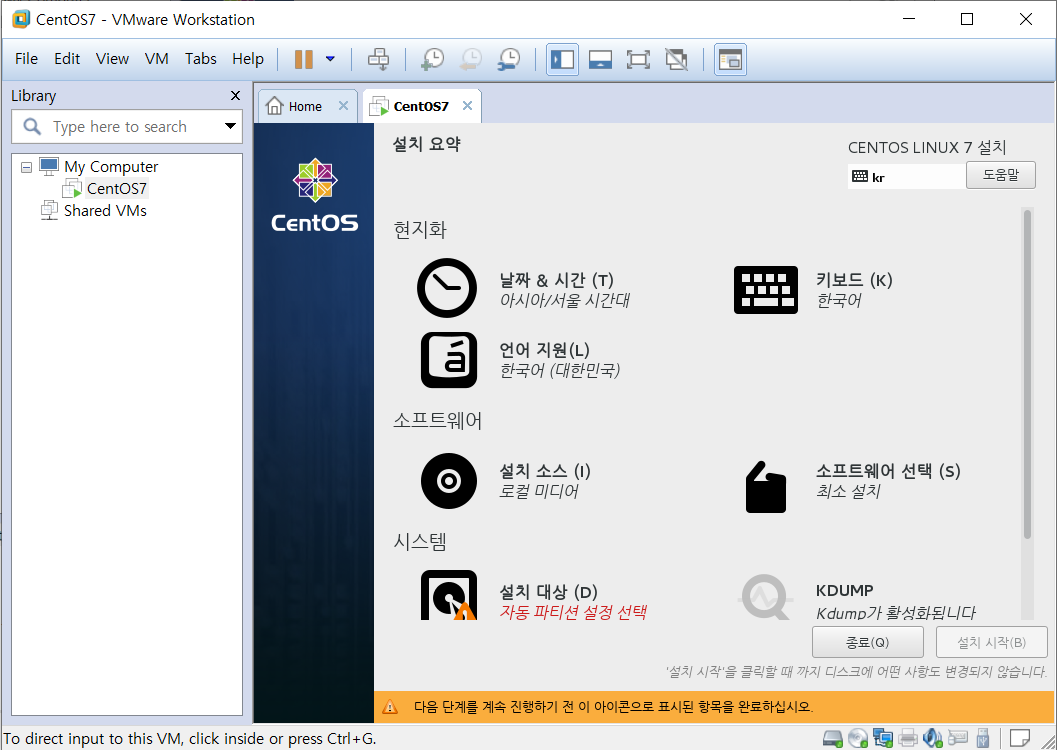 CentOS7 - VMware Workstation
File Edit View VM Tabs Help
Library
Type here to search
My Computer
CentOS7
Shared VMs
Home
CentOS7
CentOS
설치 요약
CENTOS LINUX 7 설치
kr
도움말
현지화
날짜 & 시간 (T)
아시아/서울 시간대
키보드 (K)
한국어
언어 지원(L)
한국어 (대한민국)
소프트웨어
설치 소스 (I)
로컬 미디어
소프트웨어 선택 (S)
최소 설치
시스템
설치 대상 (D)
자동 파티션 설정 선택
KDUMP
Kdump가 활성화됩니다
종료(Q)
설치 시작(B)
'설치 시작'을 클릭할 때 까지 디스크에 어떤 사항도 변경되지 않습니다.
다음 단계를 계속 진행하기 전 이 아이콘으로 표시된 항목을 완료하십시오.
To direct input to this VM, click inside or press Ctrl+G.